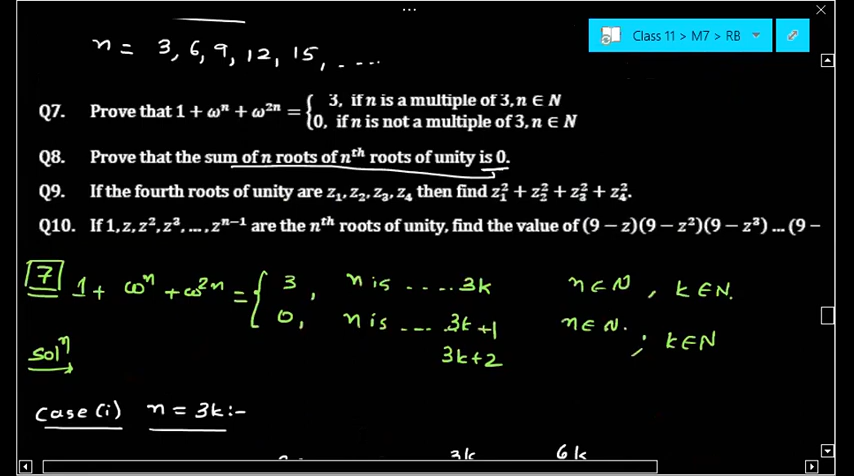 n = 3, 6, 9, 12, 15, ....
Class 11 > M7 > RB
Q7. Prove that 1 + ωⁿ + ω²ⁿ = { 3, if n is a multiple of 3, n ∈ N
0, if n is not a multiple of 3, n ∈ N
Q8. Prove that the sum of n roots of nᵗʰ roots of unity is 0.
Q9. If the fourth roots of unity are z₁, z₂, z₃, z₄ then find z₁² + z₂² + z₃² + z₄².
Q10. If 1, z, z², z³, ..., zⁿ⁻¹ are the nᵗʰ roots of unity, find the value of (9 − z)(9 − z²)(9 − z³) ... (9 −
7 1 + ωⁿ + ω²ⁿ = { 3, n is .... 3k n ∈ N, k ∈ N.
0, n is ... 3k+1 n ∈ N. ; k ∈ N
3k+2
Solⁿ
Case (i) n = 3k :-
3k 6k